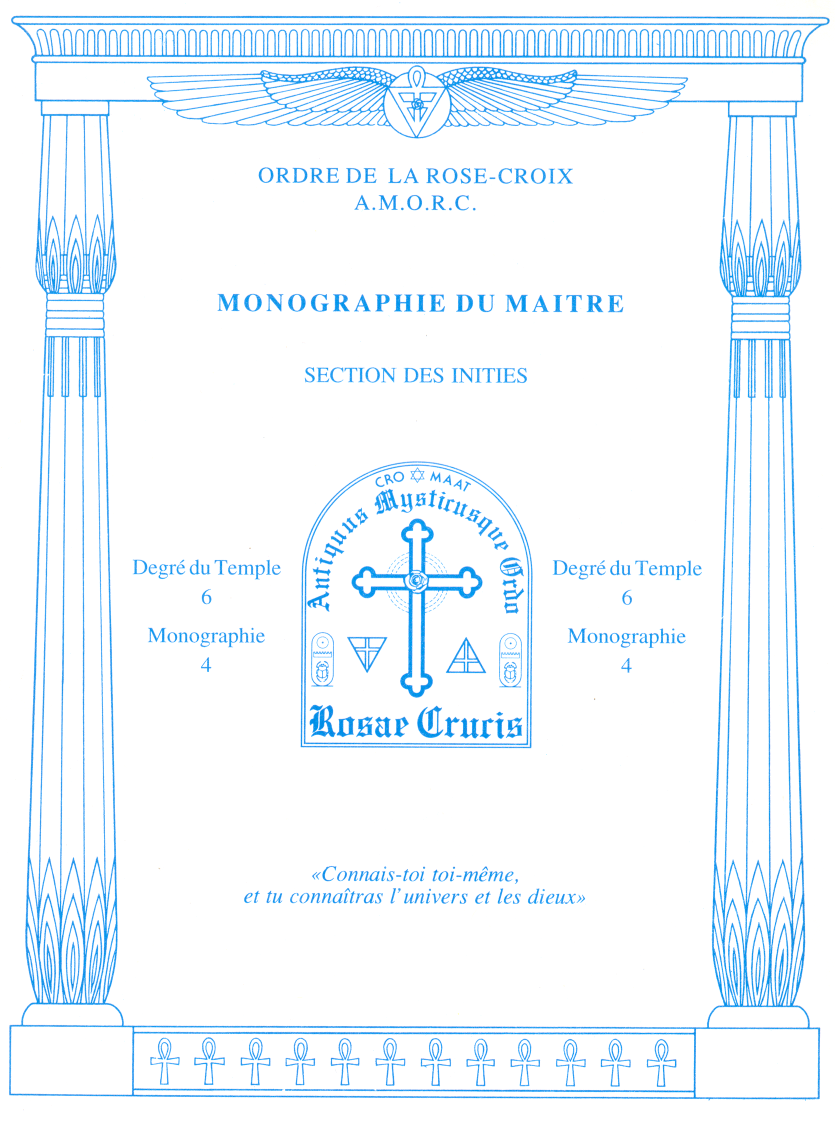 ORDRE DE LA ROSE-CROIX
A.M.O.R.C.
MONOGRAPHIE DU MAITRE
SECTION DES INITIES
CRO MAAT
Antiquus Mysticusque Ordo
Degré du Temple
6
Monographie
4
Degré du Temple
6
Monographie
4
Rosae Crucis
«Connais-toi toi-même,
et tu connaîtras l'univers et les dieux»